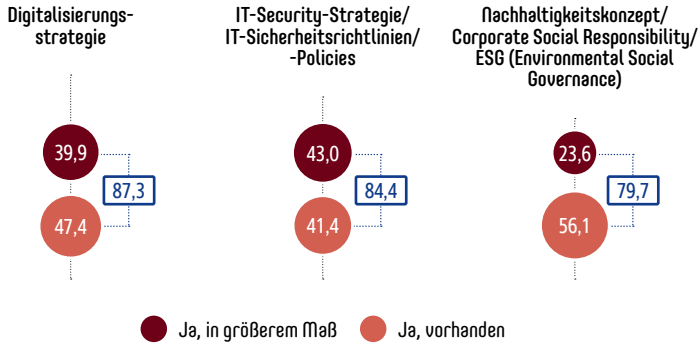 Digitalisierungs-
strategie
39,9
87,3
47,4
IT-Security-Strategie/
IT-Sicherheitsrichtlinien/
-Policies
43,0
84,4
41,4
Nachhaltigkeitskonzept/
Corporate Social Responsibility/
ESG (Environmental Social
Governance)
23,6
79,7
56,1
Ja, in größerem Maß
Ja, vorhanden